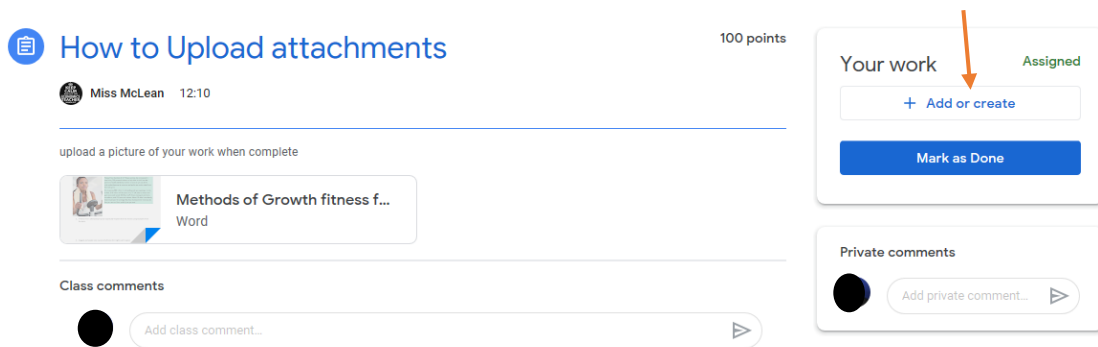 How to Upload attachments
100 points
Miss McLean 12:10
upload a picture of your work when complete
Methods of Growth fitness f...
Word
Class comments
Add class comment...
Your work
Assigned
+ Add or create
Mark as Done
Private comments
Add private comment...